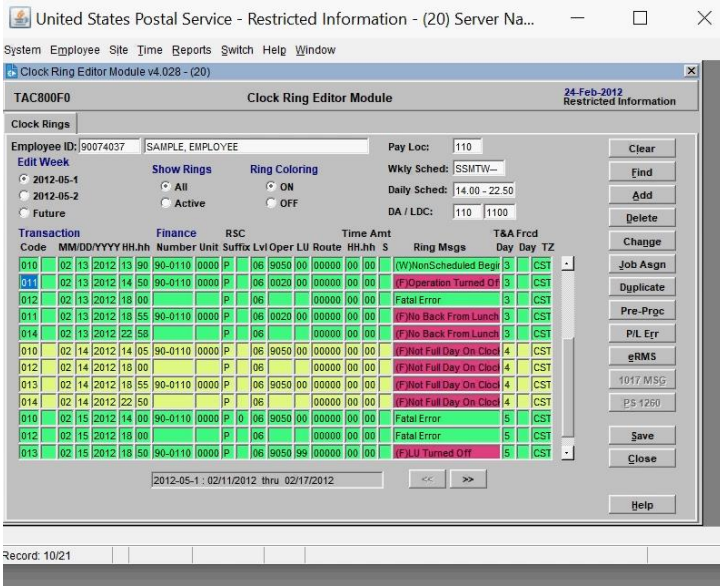 United States Postal Service - Restricted Information - (20) Server Na...
System Employee Site Time Reports Switch Help Window
Clock Ring Editor Module v4.028 - (20)
TAC800F0 Clock Ring Editor Module 24-Feb-2012
Restricted Information
Clock Rings
Employee ID: 90074037 SAMPLE, EMPLOYEE Pay Loc: 110 Clear
Edit Week Show Rings Ring Coloring Wkly Sched: SSMTW-- Find
2012-05-1 All ON Daily Sched: 14.00 - 22.50 Add
2012-05-2 Active OFF DA / LDC: 110 1100 Delete
Future
Transaction Finance RSC Time Amt T&A Frcd Change
Code MM/DD/YYYY HH.hh Number Unit Suffix Lvl Oper LU Route HH.hh S Ring Msgs Day Day TZ
010 02 13 2012 13 90 90-0110 0000 P 06 9050 00 00000 00 00 (W)NonScheduled Begin 3 CST Job Asgn
011 02 13 2012 14 50 90-0110 0000 P 06 0020 00 00000 00 00 (F)Operation Turned Of 3 CST Duplicate
012 02 13 2012 18 00 P 06 00000 00 00 Fatal Error 3 CST
011 02 13 2012 18 55 90-0110 0000 P 06 0020 00 00000 00 00 (F)No Back From Lunch 3 CST Pre-Proc
014 02 13 2012 22 58 P 06 00000 00 00 (F)No Back From Lunch 3 CST P/L Err
010 02 14 2012 14 05 90-0110 0000 P 06 9050 00 00000 00 00 (F)Not Full Day On Clock 4 CST eRMS
012 02 14 2012 18 00 P 06 00000 00 00 (F)Not Full Day On Clock 4 CST
013 02 14 2012 18 55 90-0110 0000 P 06 9050 00 00000 00 00 (F)Not Full Day On Clock 4 CST 1017 MSG
014 02 14 2012 22 50 P 06 00000 00 00 (F)Not Full Day On Clock 4 CST PS 1260
010 02 15 2012 14 00 90-0110 0000 P 0 06 9050 00 00000 00 00 Fatal Error 5 CST
012 02 15 2012 18 00 P 06 00000 00 00 Fatal Error 5 CST Save
013 02 15 2012 18 50 90-0110 0000 P 06 9050 99 00000 00 00 (F)LU Turned Off 5 CST Close
2012-05-1 : 02/11/2012 thru 02/17/2012 << >>
Help
Record: 10/21